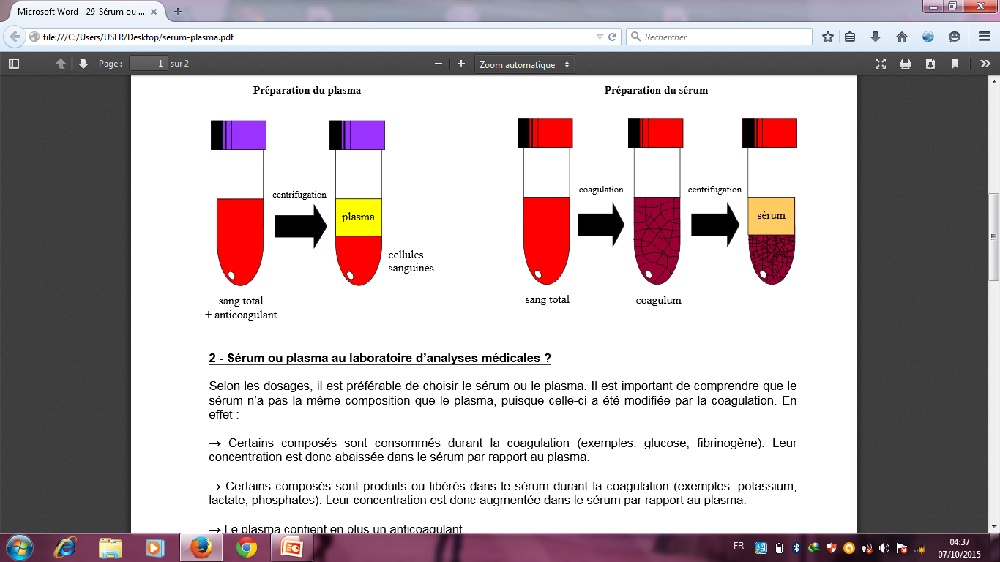 Microsoft Word - 29-Sérum ou ...
file:///C:/Users/USER/Desktop/serum-plasma.pdf
Rechercher
Page :
1
sur 2
Zoom automatique
Préparation du plasma
Préparation du sérum
centrifugation
plasma
cellules
sanguines
sang total
+ anticoagulant
coagulation
centrifugation
sérum
sang total
coagulum
2 - Sérum ou plasma au laboratoire d’analyses médicales ?
Selon les dosages, il est préférable de choisir le sérum ou le plasma. Il est important de comprendre que le
sérum n’a pas la même composition que le plasma, puisque celle-ci a été modifiée par la coagulation. En
effet :
→ Certains composés sont consommés durant la coagulation (exemples: glucose, fibrinogène). Leur
concentration est donc abaissée dans le sérum par rapport au plasma.
→ Certains composés sont produits ou libérés dans le sérum durant la coagulation (exemples: potassium,
lactate, phosphates). Leur concentration est donc augmentée dans le sérum par rapport au plasma.
→ Le plasma contient en plus un anticoagulant
FR
04:37
07/10/2015